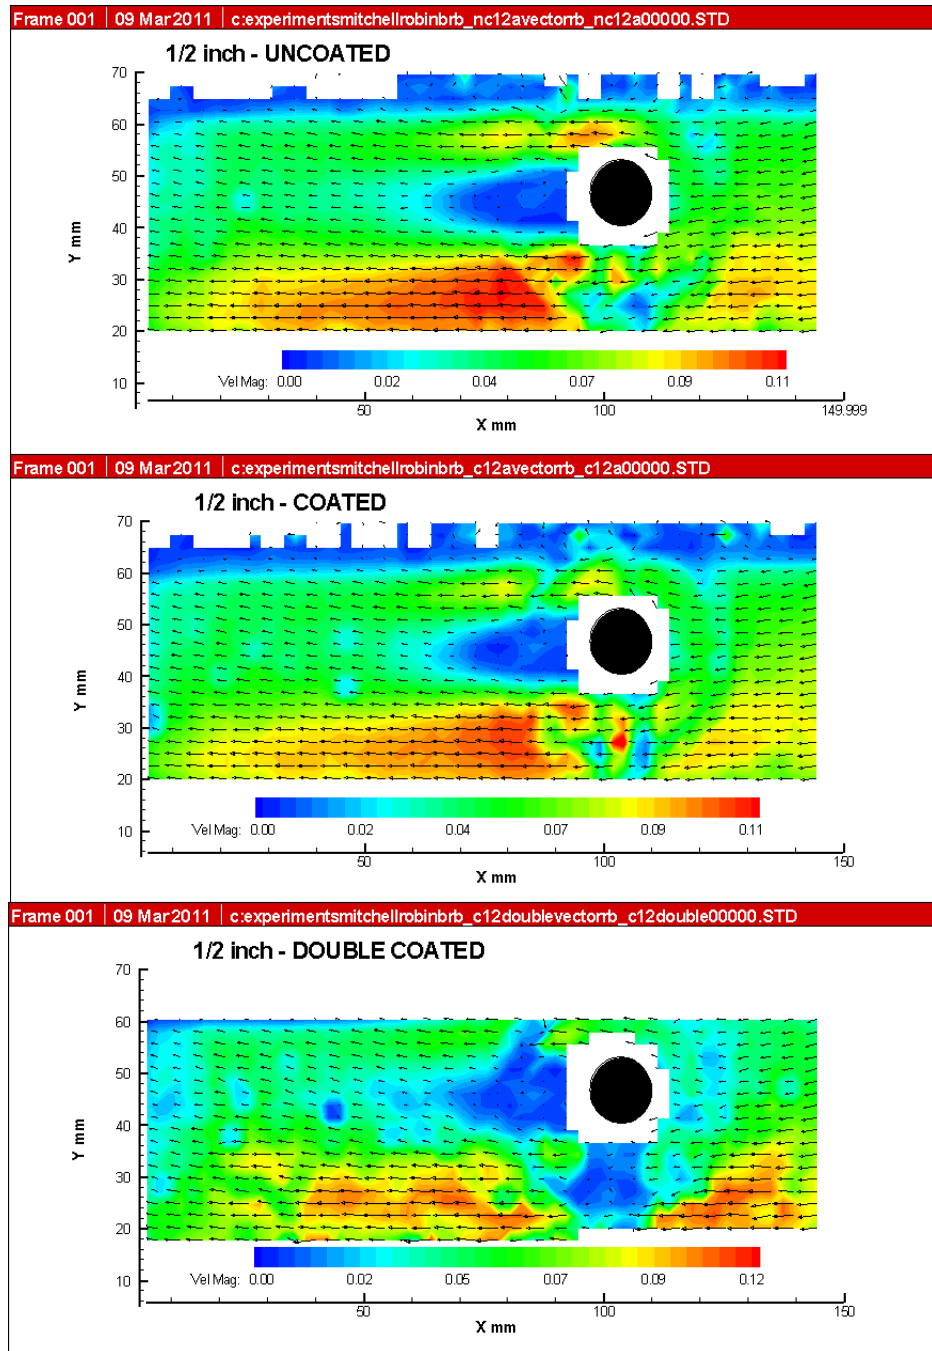 Frame 001 | 09 Mar 2011 | c:experimentsmitchellrobinbrb_nc12avectorrb_nc12a00000.STD
1/2 inch - UNCOATED
70
60
50
40
30
20
10
Y mm
Vel Mag: 0.00 0.02 0.04 0.07 0.09 0.11
50 100 149.999
X mm
Frame 001 | 09 Mar 2011 | c:experimentsmitchellrobinbrb_c12avectorrb_c12a00000.STD
1/2 inch - COATED
70
60
50
40
30
20
10
Y mm
Vel Mag: 0.00 0.02 0.04 0.07 0.09 0.11
50 100 150
X mm
Frame 001 | 09 Mar 2011 | c:experimentsmitchellrobinbrb_c12doublevectorrb_c12double00000.STD
1/2 inch - DOUBLE COATED
70
60
50
40
30
20
10
Y mm
Vel Mag: 0.00 0.02 0.05 0.07 0.09 0.12
50 100 150
X mm